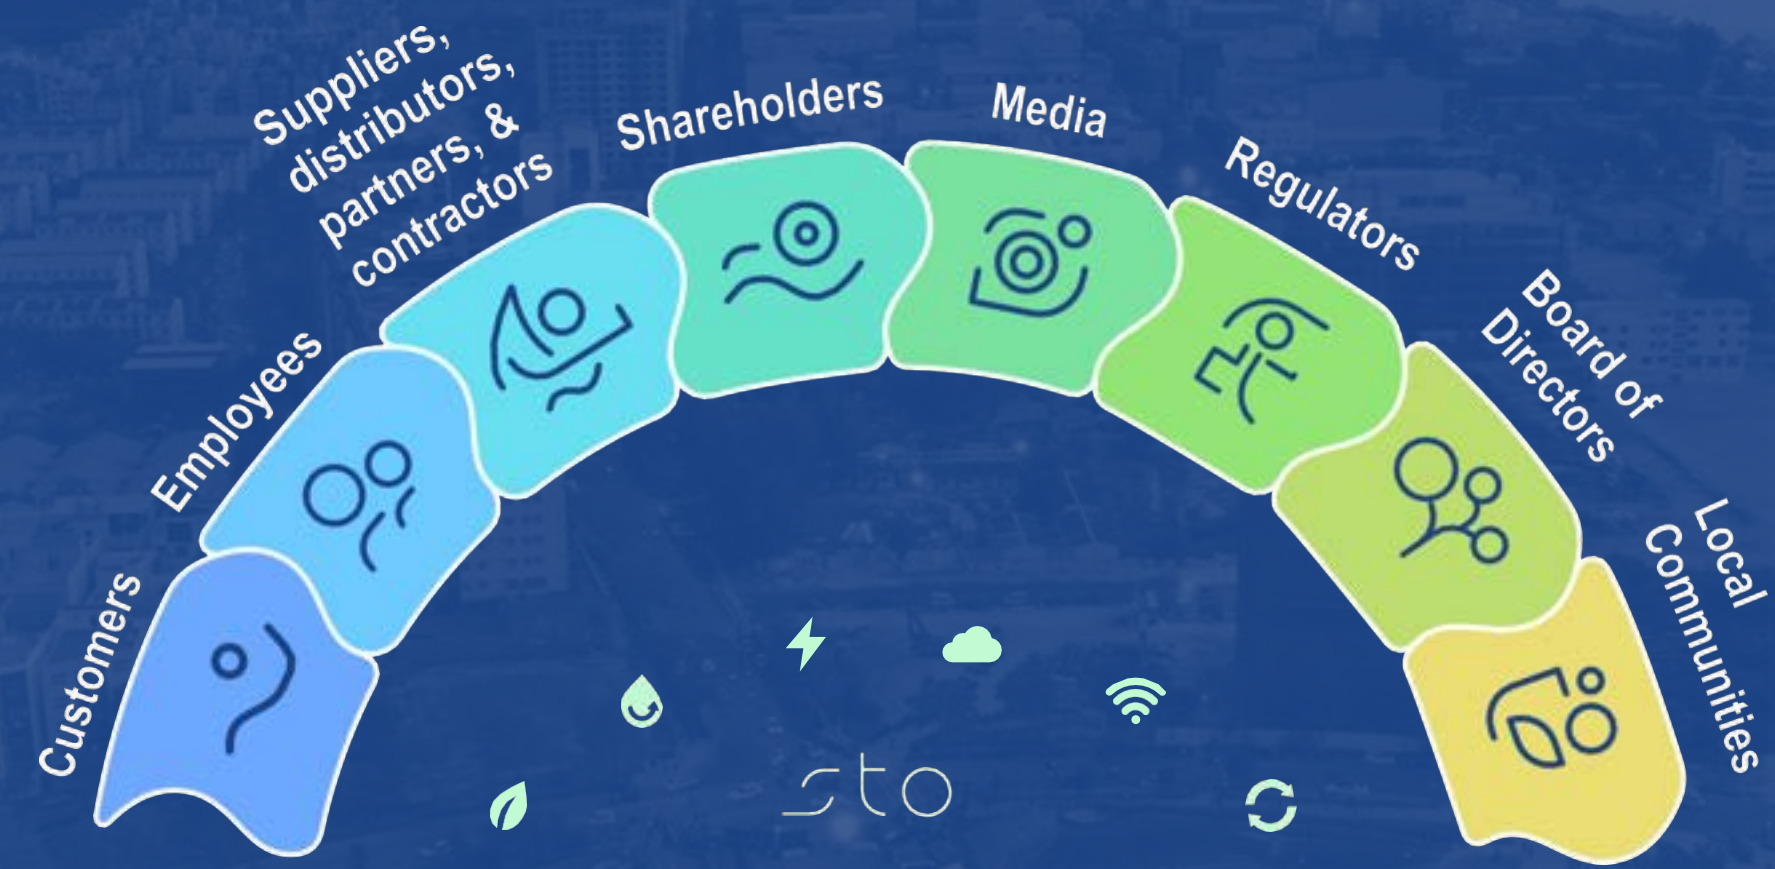 Customers
Employees
Suppliers,
distributors,
partners, &
contractors
Shareholders
Media
Regulators
Board of
Directors
Local
Communities
sto